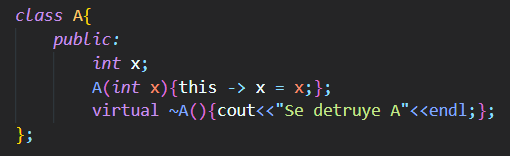 class A{
public:
int x;
A(int x){this -> x = x;};
virtual ~A(){cout<<"Se detruye A"<<endl;};
};